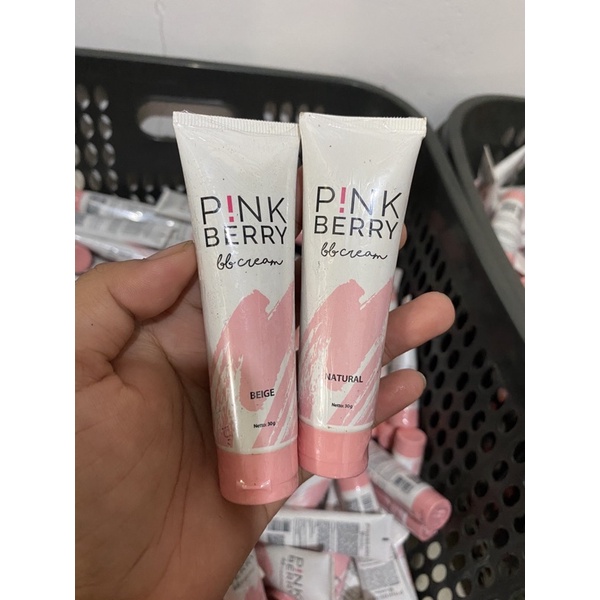 P!NK
BERRY
bb cream
BEIGE
Netto: 30g
P!NK
BERRY
bb cream
NATURAL
Netto: 30g